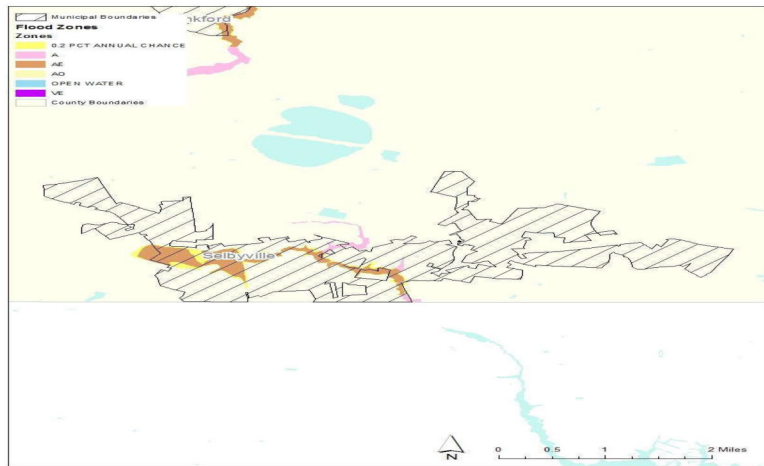 Municipal Boundaries
Flood Zones
Zones
0.2 PCT ANNUAL CHANCE
A
AE
AO
OPEN WATER
VE
County Boundaries
nkford
Selbyville
N
0 0.5 1 2 Miles